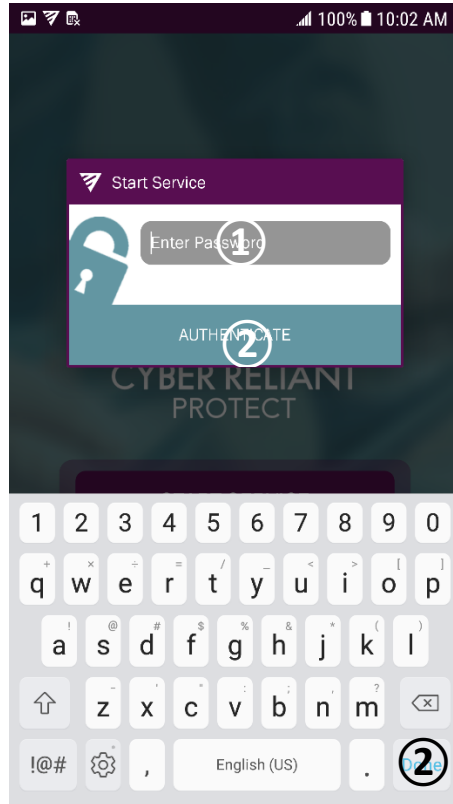 100% 10:02 AM
Start Service
Enter Password
1
AUTHENTICATE
2
CYBER RELIANT
PROTECT
1 2 3 4 5 6 7 8 9 0
+ × ÷ = / _ < > [ ]
q w e r t y u i o p
! @ # $ % & * ( )
a s d f g h j k l
- ' " : ; , ?
z x c v b n m
!@# , English (US) . Done
2